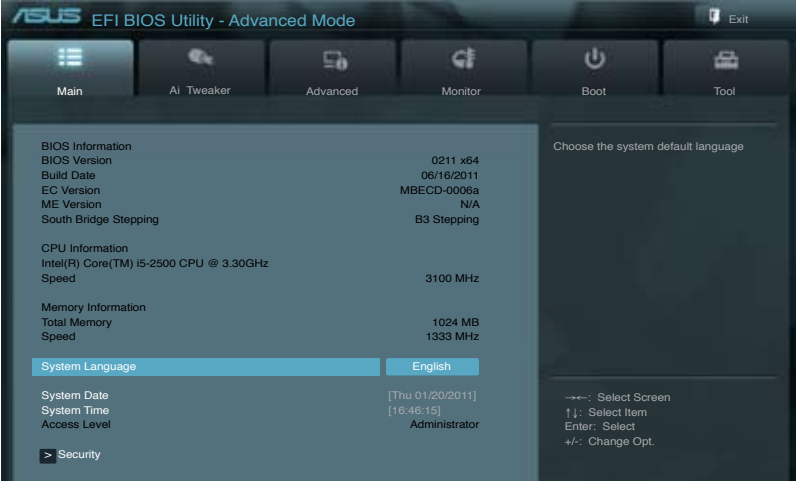 ASUS EFI BIOS Utility - Advanced Mode Exit
Main Ai Tweaker Advanced Monitor Boot Tool
BIOS Information
BIOS Version 0211 x64
Build Date 06/16/2011
EC Version MBECD-0006a
ME Version N/A
South Bridge Stepping B3 Stepping
CPU Information
Intel(R) Core(TM) i5-2500 CPU @ 3.30GHz
Speed 3100 MHz
Memory Information
Total Memory 1024 MB
Speed 1333 MHz
System Language English
System Date [Thu 01/20/2011]
System Time [16:46:15]
Access Level Administrator
> Security
Choose the system default language
→←: Select Screen
↑↓: Select Item
Enter: Select
+/-: Change Opt.